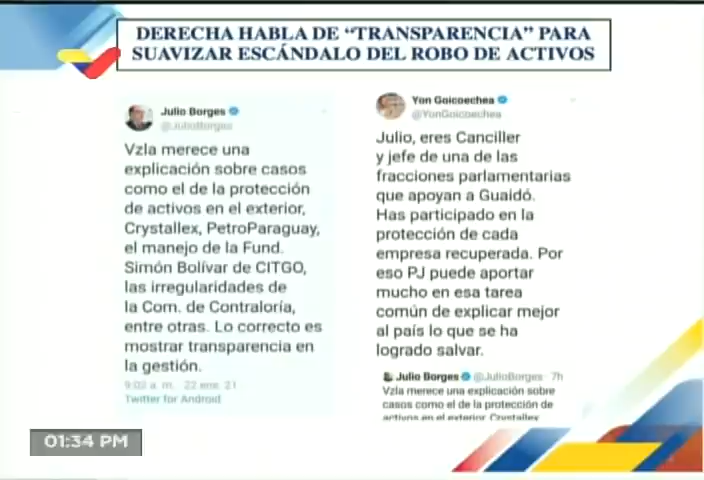 DERECHA HABLA DE “TRANSPARENCIA” PARA
SUAVIZAR ESCÁNDALO DEL ROBO DE ACTIVOS
Julio Borges
@JulioBorges
Vzla merece una
explicación sobre casos
como el de la protección
de activos en el exterior,
Crystallex, PetroParaguay,
el manejo de la Fund.
Simón Bolívar de CITGO,
las irregularidades de
la Com. de Contraloría,
entre otras. Lo correcto es
mostrar transparencia en
la gestión.
9:02 a. m. · 22 ene. 21
Twitter for Android
Yon Goicoechea
@YonGoicoechea
Julio, eres Canciller
y jefe de una de las
fracciones parlamentarias
que apoyan a Guaidó.
Has participado en la
protección de cada
empresa recuperada. Por
eso PJ puede aportar
mucho en esa tarea
común de explicar mejor
al país lo que se ha
logrado salvar.
Julio Borges @JulioBorges · 7h
Vzla merece una explicación sobre
casos como el de la protección de
activos en el exterior, Crystallex
01:34 PM